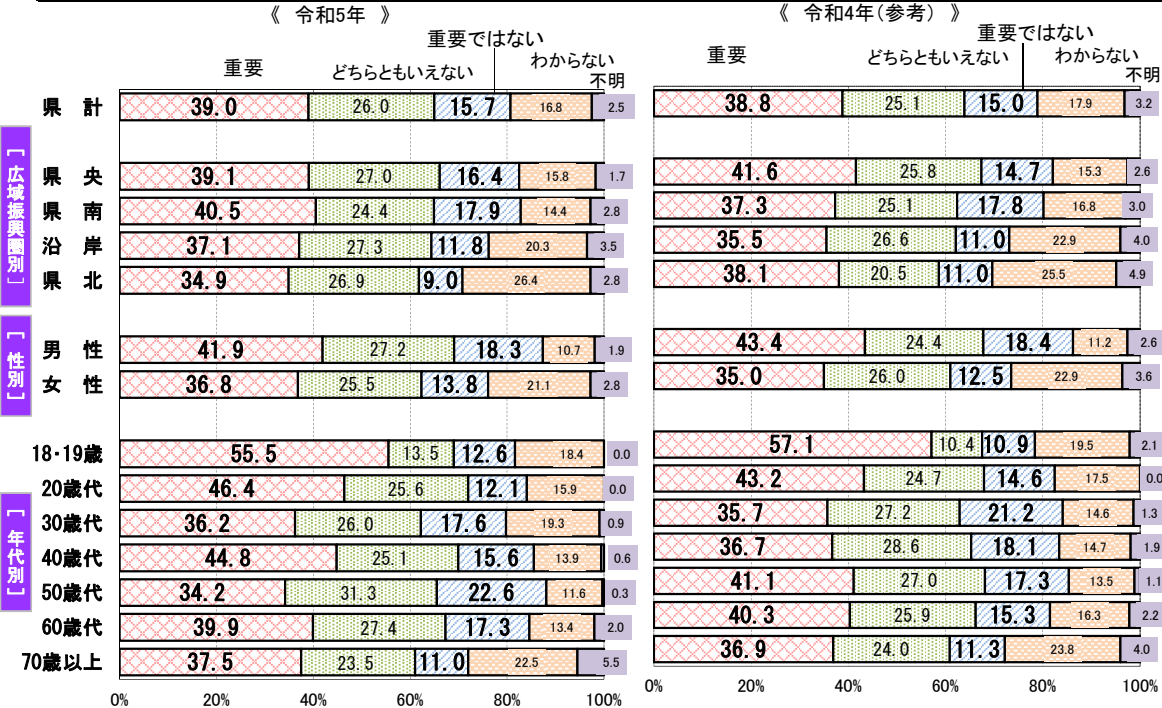 《 令和5年 》
重要
どちらともいえない
重要ではない
わからない
不明
県 計 39.0 26.0 15.7 16.8 2.5
[広域振興圏別]
県 央 39.1 27.0 16.4 15.8 1.7
県 南 40.5 24.4 17.9 14.4 2.8
沿 岸 37.1 27.3 11.8 20.3 3.5
県 北 34.9 26.9 9.0 26.4 2.8
[性別]
男 性 41.9 27.2 18.3 10.7 1.9
女 性 36.8 25.5 13.8 21.1 2.8
[年代別]
18・19歳 55.5 13.5 12.6 18.4 0.0
20歳代 46.4 25.6 12.1 15.9 0.0
30歳代 36.2 26.0 17.6 19.3 0.9
40歳代 44.8 25.1 15.6 13.9 0.6
50歳代 34.2 31.3 22.6 11.6 0.3
60歳代 39.9 27.4 17.3 13.4 2.0
70歳以上 37.5 23.5 11.0 22.5 5.5
0% 20% 40% 60% 80% 100%
《 令和4年(参考) 》
重要
どちらともいえない
重要ではない
わからない
不明
38.8 25.1 15.0 17.9 3.2
41.6 25.8 14.7 15.3 2.6
37.3 25.1 17.8 16.8 3.0
35.5 26.6 11.0 22.9 4.0
38.1 20.5 11.0 25.5 4.9
43.4 24.4 18.4 11.2 2.6
35.0 26.0 12.5 22.9 3.6
57.1 10.4 10.9 19.5 2.1
43.2 24.7 14.6 17.5 0.0
35.7 27.2 21.2 14.6 1.3
36.7 28.6 18.1 14.7 1.9
41.1 27.0 17.3 13.5 1.1
40.3 25.9 15.3 16.3 2.2
36.9 24.0 11.3 23.8 4.0
0% 20% 40% 60% 80% 100%